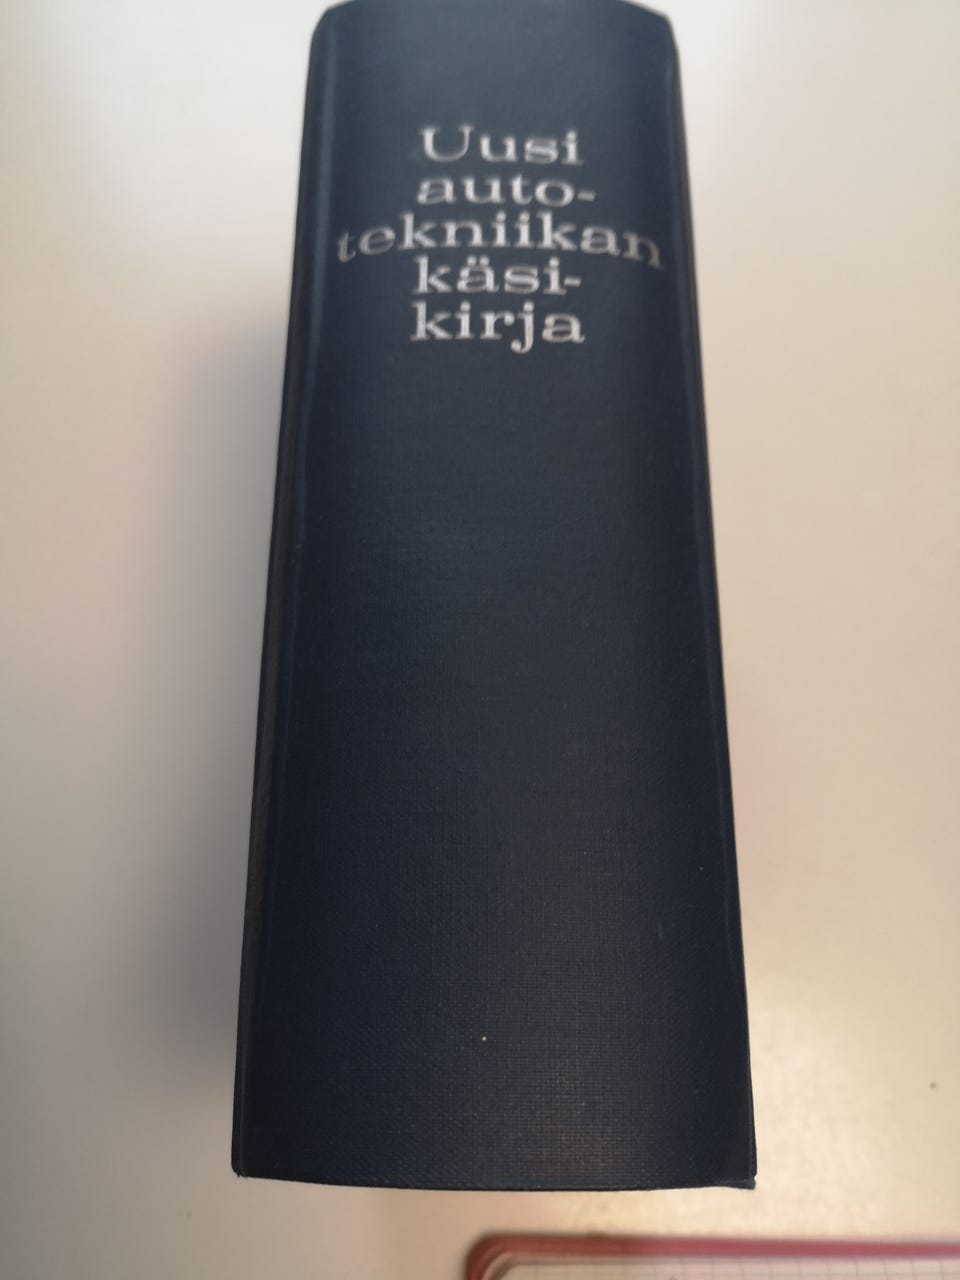 Uusi
auto-
tekniikan
käsi-
kirja